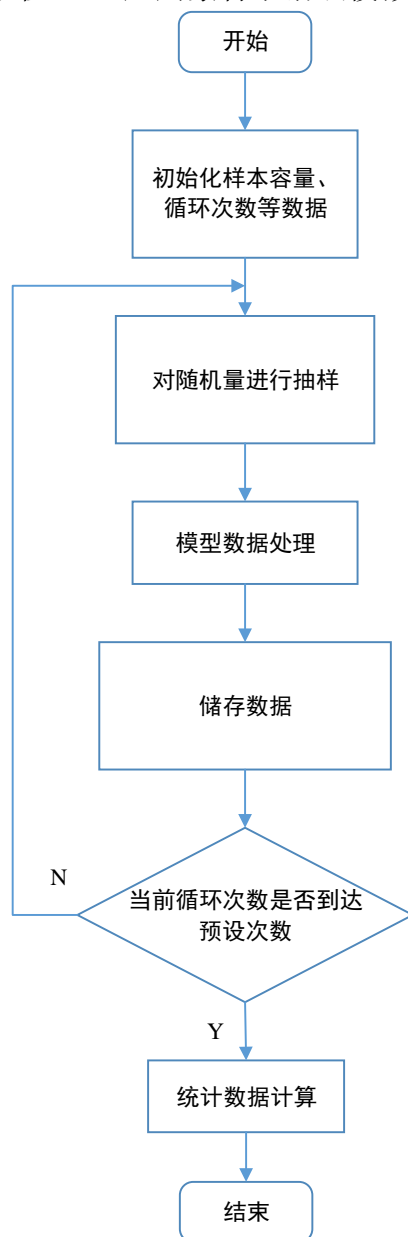 开始
初始化样本容量、
循环次数等数据
对随机量进行抽样
模型数据处理
储存数据
N
当前循环次数是否到达
预设次数
Y
统计数据计算
结束